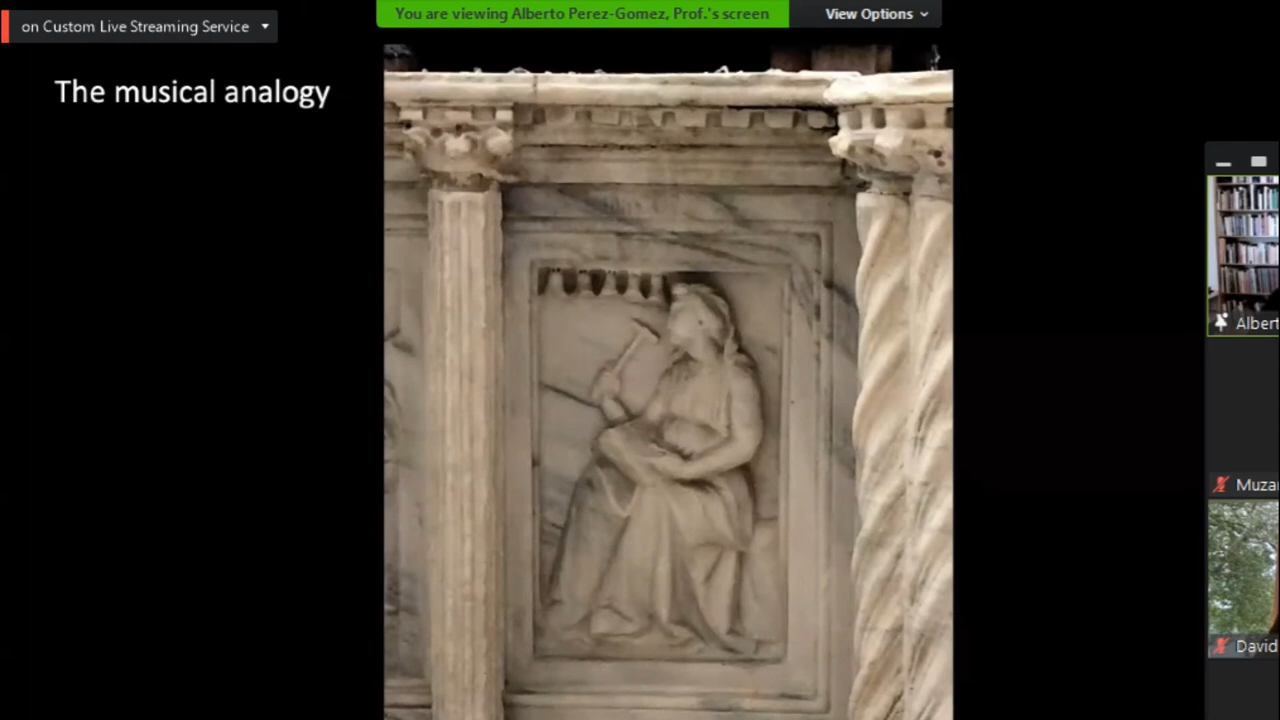 You are viewing Alberto Perez-Gomez, Prof.'s screen
View Options
on Custom Live Streaming Service
The musical analogy
Albert
Muza
David